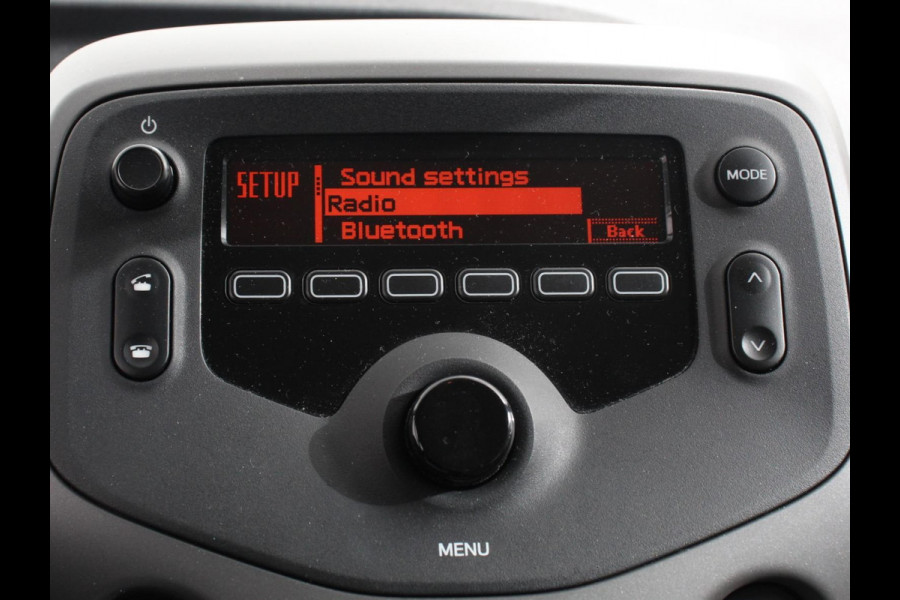 SETUP
Sound settings
Radio
Bluetooth
Back
MODE
MENU